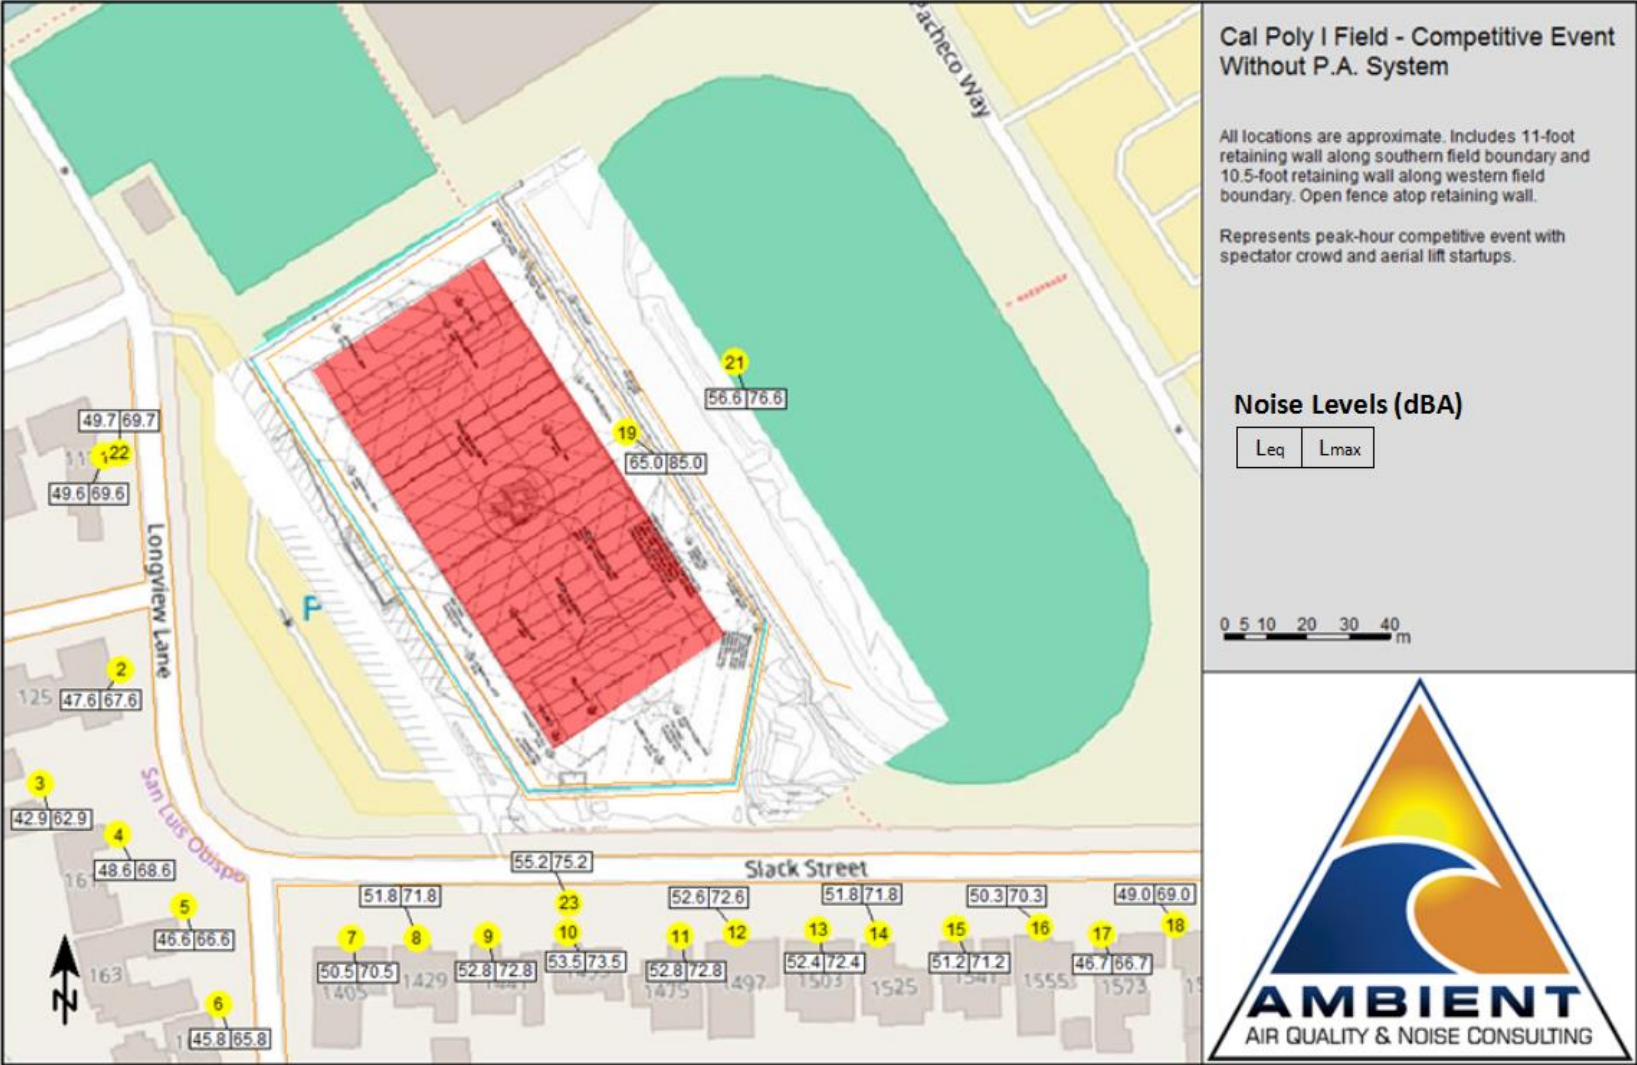 Cal Poly I Field - Competitive Event
Without P.A. System
All locations are approximate. Includes 11-foot
retaining wall along southern field boundary and
10.5-foot retaining wall along western field
boundary. Open fence atop retaining wall.
Represents peak-hour competitive event with
spectator crowd and aerial lift startups.
Noise Levels (dBA)
Leq Lmax
0 5 10 20 30 40
m
AMBIENT
AIR QUALITY & NOISE CONSULTING
Pacheco Way
21
56.6 76.6
19
65.0 85.0
49.7 69.7
1 22
49.6 69.6
Longview Lane
P
2
125
47.6 67.6
San Luis Obispo
3
42.9 62.9
4
48.6 68.6
5
46.6 66.6
163
6
45.8 65.8
N
Slack Street
55.2 75.2
23
51.8 71.8
52.6 72.6
51.8 71.8
50.3 70.3
49.0 69.0
7
8
9
10
11
12
13
14
15
16
17
18
50.5 70.5
52.8 72.8
53.5 73.5
52.8 72.8
52.4 72.4
51.2 71.2
46.7 66.7
1405
1429
1475
1497
1503
1525
1541
1555
1573